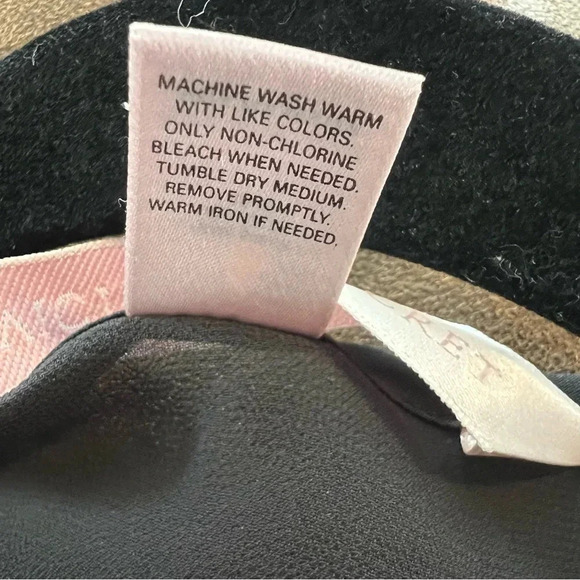 MACHINE WASH WARM
WITH LIKE COLORS.
ONLY NON-CHLORINE
BLEACH WHEN NEEDED.
TUMBLE DRY MEDIUM.
REMOVE PROMPTLY.
WARM IRON IF NEEDED.